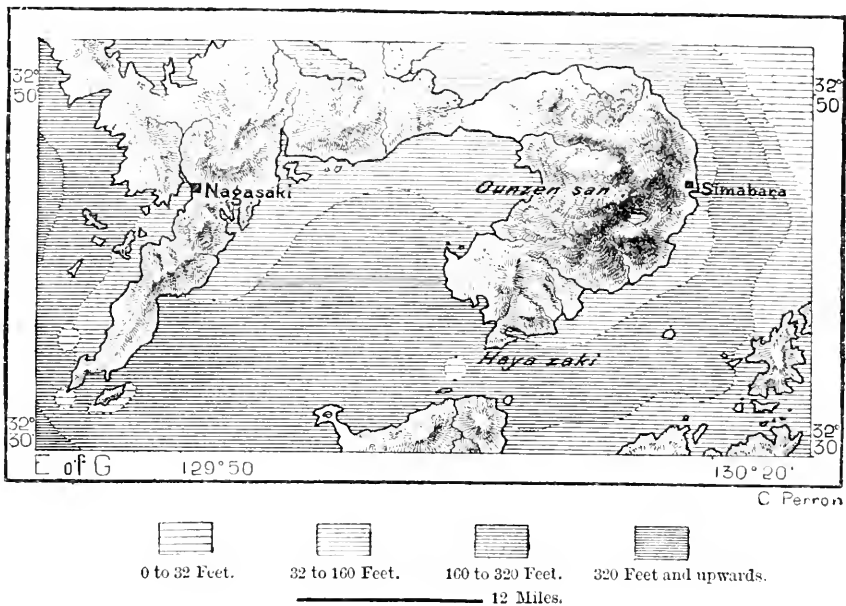 32°
50'
32°
50
Nagasaki
Ounzen san
Simabara
Haya zaki
32°
30'
32°
30
E of G
129°50
130°20'
C Perron
0 to 32 Feet.
32 to 160 Feet.
160 to 320 Feet.
320 Feet and upwards.
12 Miles.